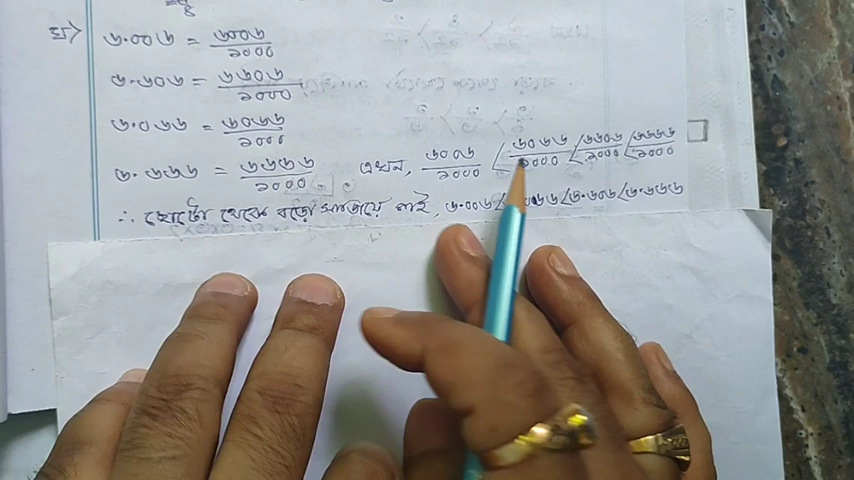 ঘ> ৬.০০৬ = ৬০০৬/১০০০
৬.৬০৬ = ৬৬০৬/১০০০
৬.০৬৬ = ৬০৬৬/১০০০
৬.৬৬৬ = ৬৬৬৬/১০০০ এখন, ৬০০৬/১০০০ < ৬০৬৬/১০০০ < ৬৬০৬/১০০০ < ৬৬৬৬/১০০০
∴ ছোটো থেকে বড়ো সাজিয়ে পাই, ৬.০০৬ < ৬.০৬৬ < ৬.৬০৬ < ৬.৬৬৬